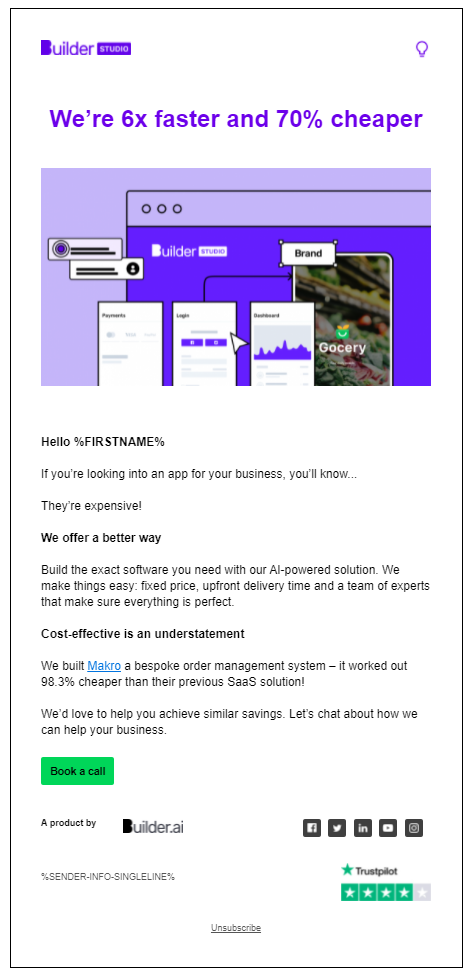 Builder STUDIO
We’re 6x faster and 70% cheaper
Builder STUDIO
Brand
Payments
Login
Dashboard
Gocery
Hello %FIRSTNAME%
If you’re looking into an app for your business, you’ll know...
They’re expensive!
We offer a better way
Build the exact software you need with our AI-powered solution. We
make things easy: fixed price, upfront delivery time and a team of experts
that make sure everything is perfect.
Cost-effective is an understatement
We built Makro a bespoke order management system – it worked out
98.3% cheaper than their previous SaaS solution!
We’d love to help you achieve similar savings. Let’s chat about how we
can help your business.
Book a call
A product by
Builder.ai
%SENDER-INFO-SINGLELINE%
Trustpilot
Unsubscribe